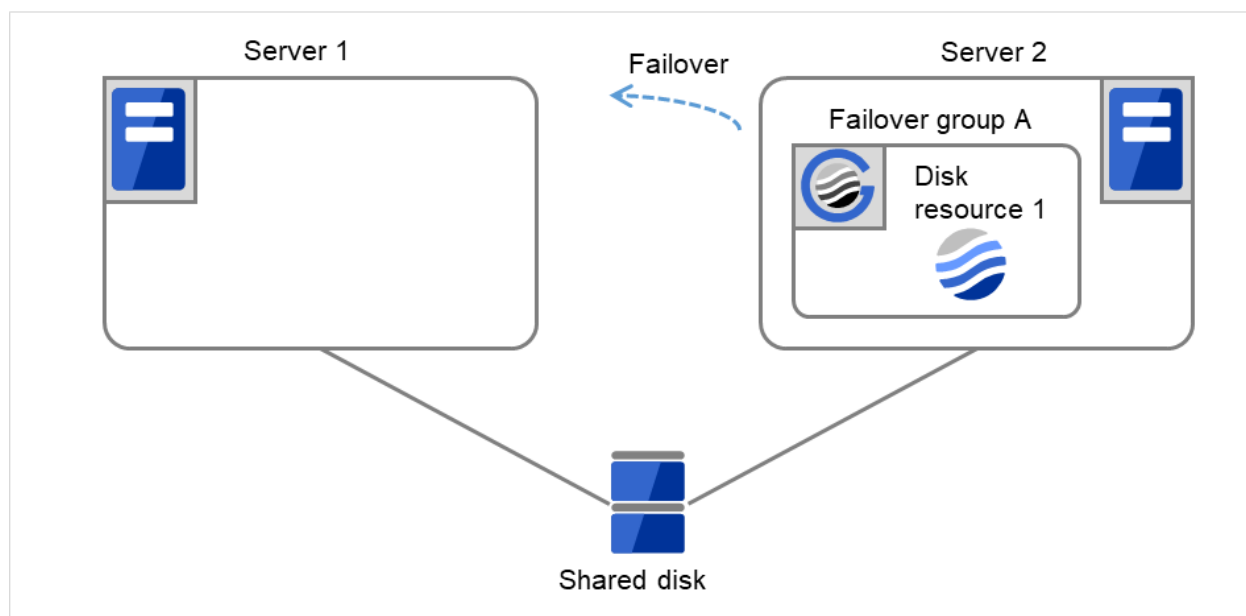 Server 1
Failover
Server 2
Failover group A
Disk
resource 1
Shared disk